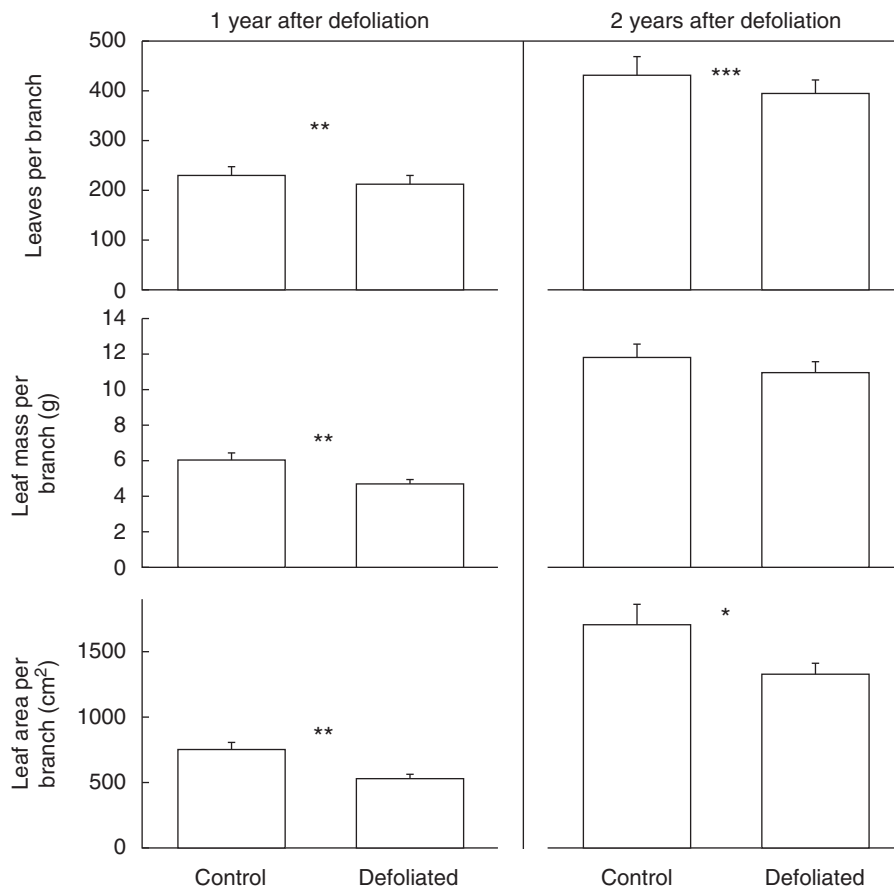 1 year after defoliation
2 years after defoliation
Leaves per branch
500
400
300
200
100
0
**
***
Leaf mass per
branch (g)
14
12
10
8
6
4
2
0
**
Leaf area per
branch (cm²)
1500
1000
500
0
**
*
Control
Defoliated
Control
Defoliated